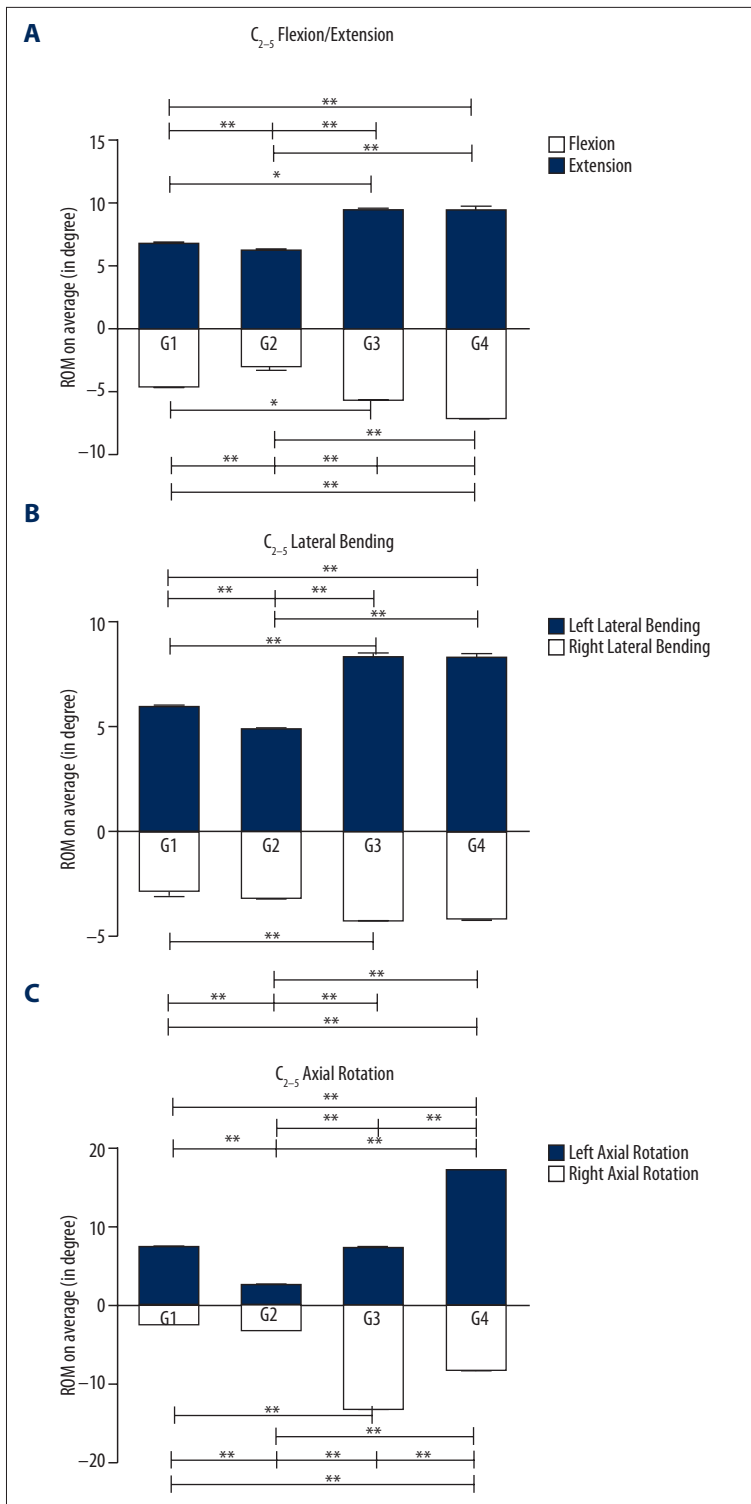 A
C2–5 Flexion/Extension
**
** **
**
*
Flexion
Extension
ROM on average (in degree)
15
10
5
0
−5
−10
G1 G2 G3 G4
*
**
** **
**
B
C2–5 Lateral Bending
**
** **
**
**
Left Lateral Bending
Right Lateral Bending
ROM on average (in degree)
10
5
0
−5
G1 G2 G3 G4
**
**
** **
**
C
C2–5 Axial Rotation
**
** **
** **
Left Axial Rotation
Right Axial Rotation
ROM on average (in degree)
20
10
0
−10
−20
G1 G2 G3 G4
**
**
** ** **
**